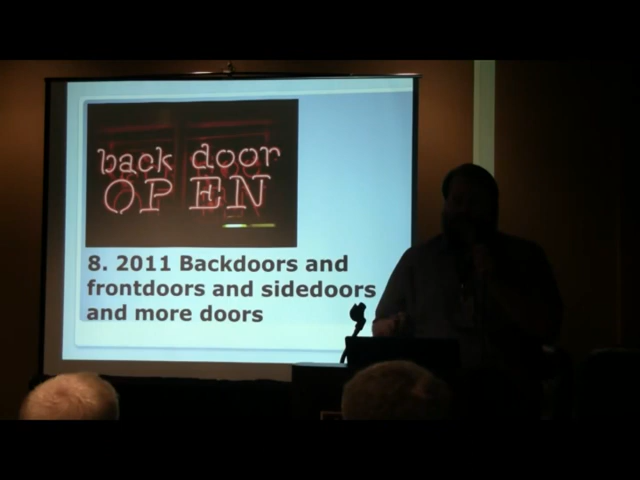 back door
OPEN
8. 2011 Backdoors and
frontdoors and sidedoors
and more doors